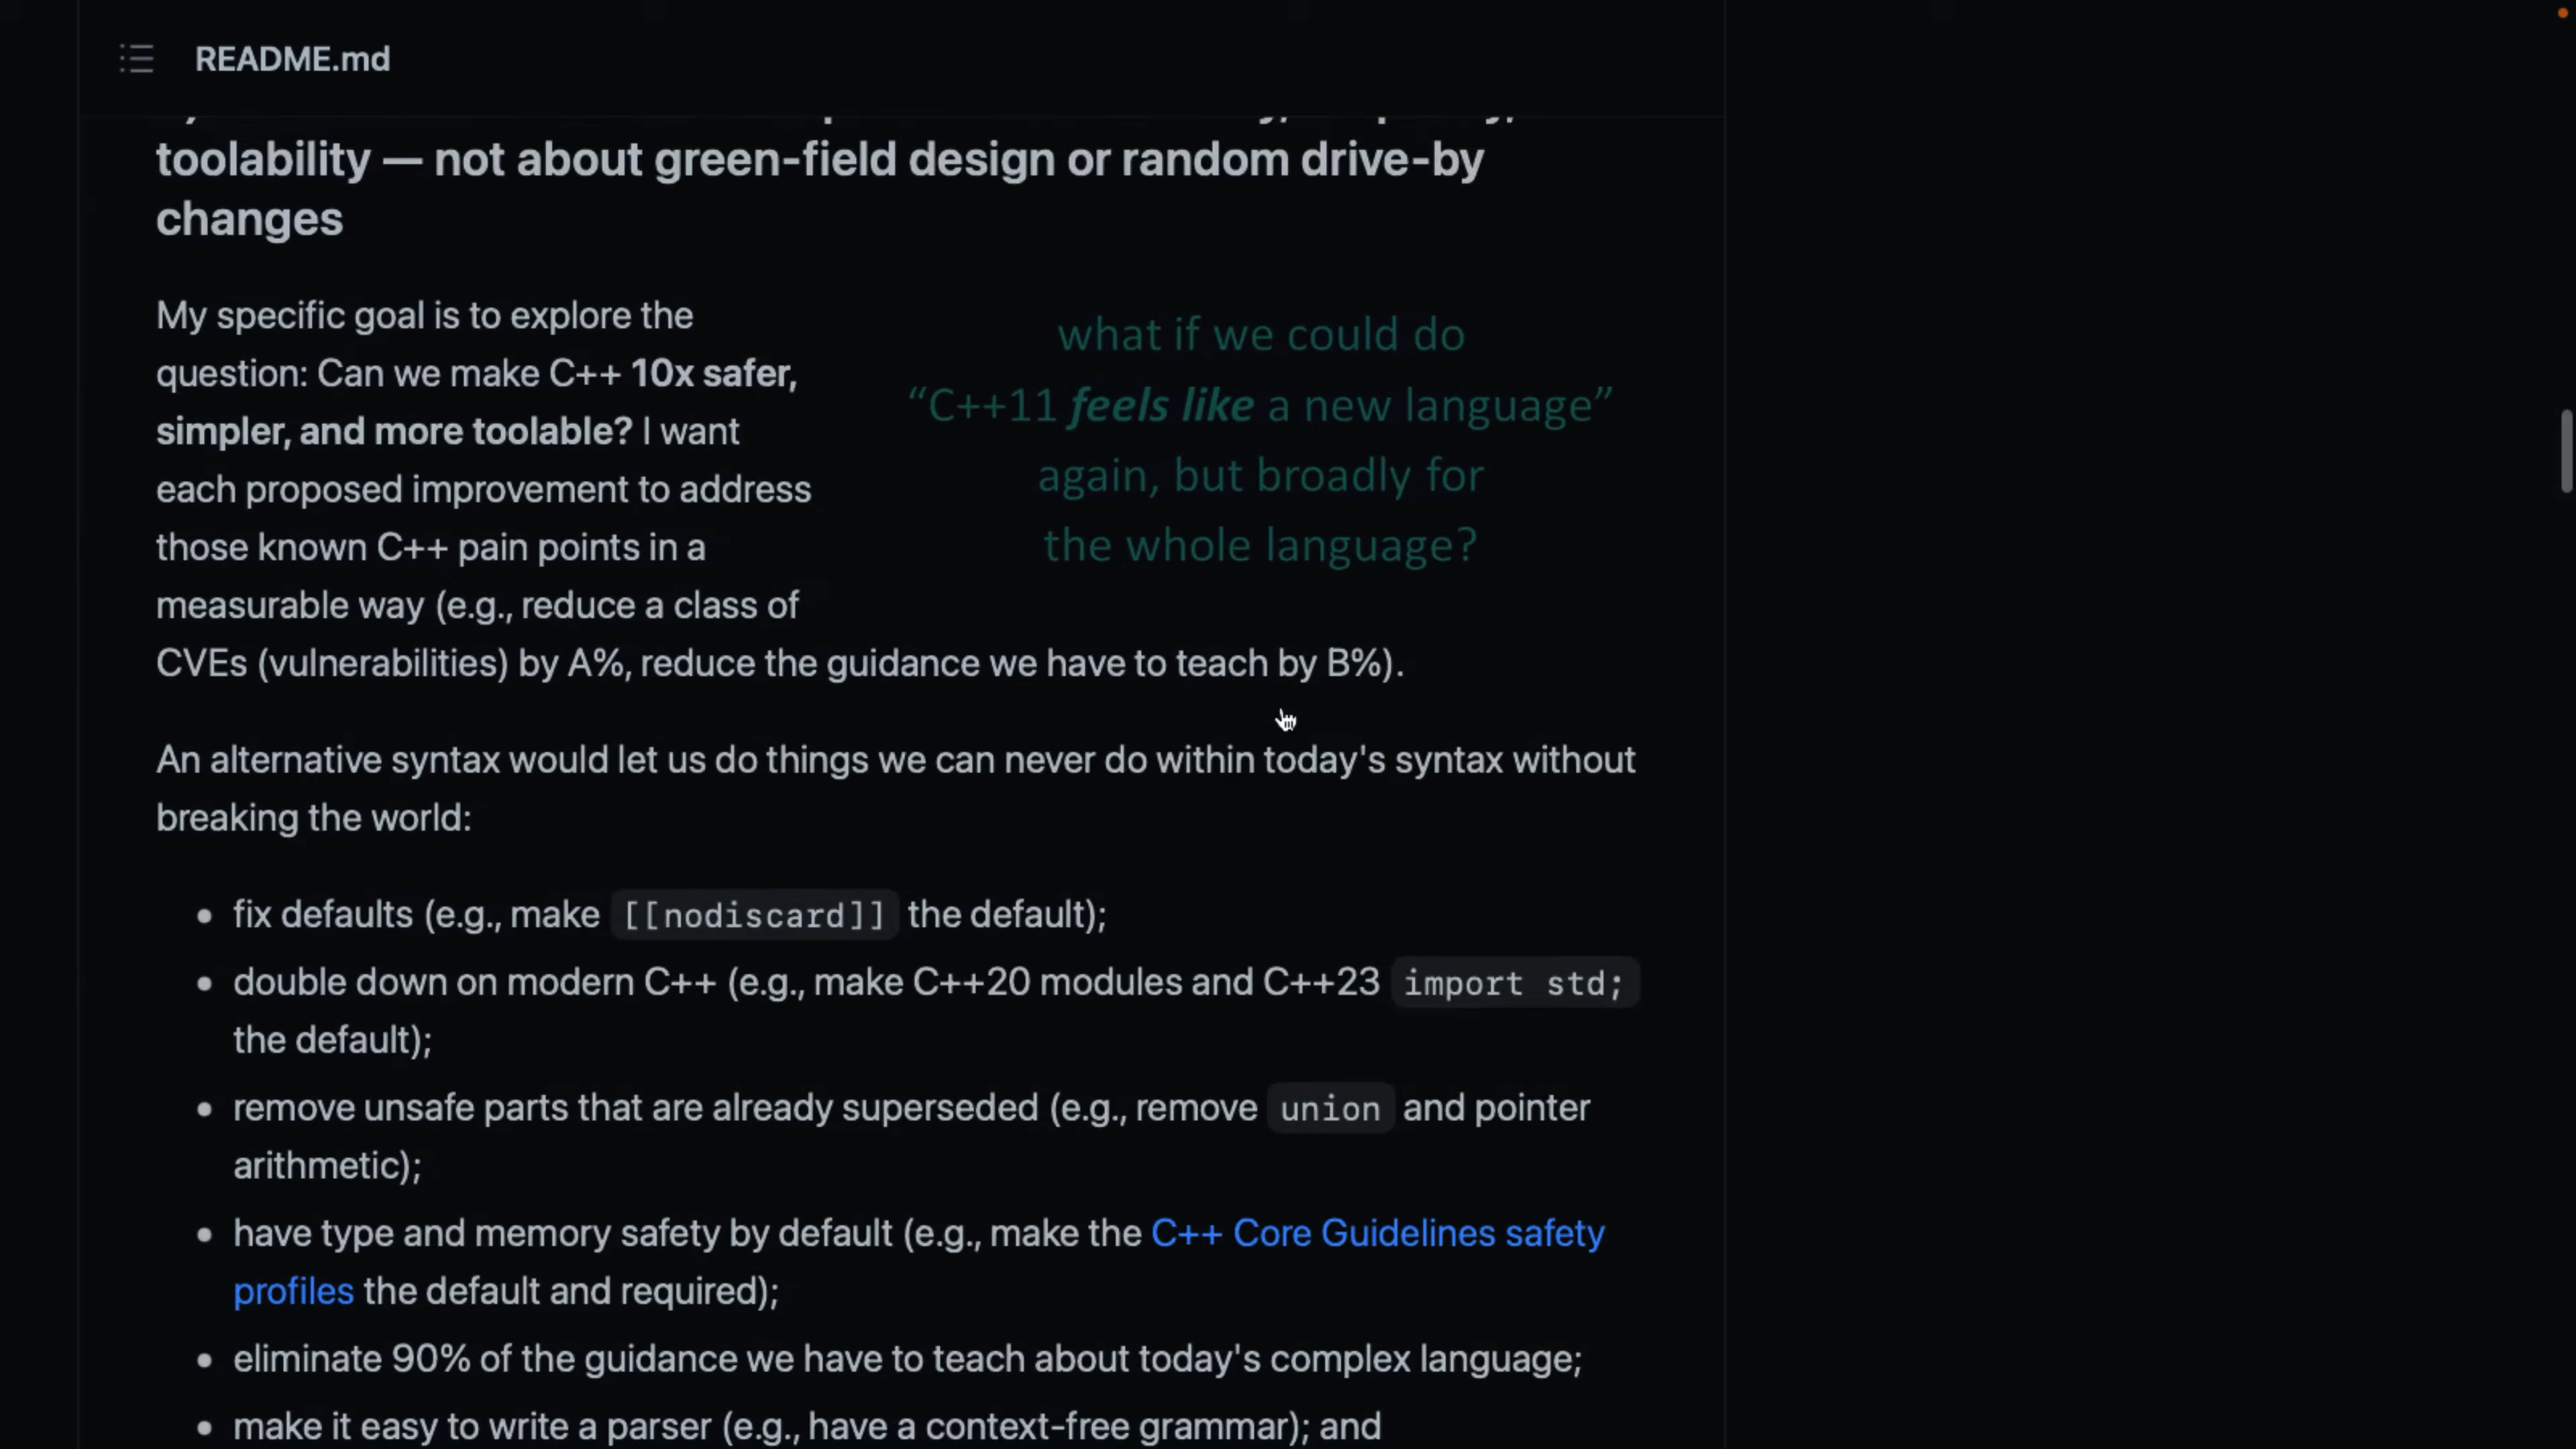 README.md
toolability — not about green-field design or random drive-by
changes
My specific goal is to explore the
question: Can we make C++ 10x safer,
simpler, and more toolable? I want
each proposed improvement to address
those known C++ pain points in a
measurable way (e.g., reduce a class of
CVEs (vulnerabilities) by A%, reduce the guidance we have to teach by B%).
what if we could do
“C++11 feels like a new language”
again, but broadly for
the whole language?
An alternative syntax would let us do things we can never do within today's syntax without
breaking the world:
• fix defaults (e.g., make [[nodiscard]] the default);
• double down on modern C++ (e.g., make C++20 modules and C++23 import std;
the default);
• remove unsafe parts that are already superseded (e.g., remove union and pointer
arithmetic);
• have type and memory safety by default (e.g., make the C++ Core Guidelines safety
profiles the default and required);
• eliminate 90% of the guidance we have to teach about today's complex language;
• make it easy to write a parser (e.g., have a context-free grammar); and